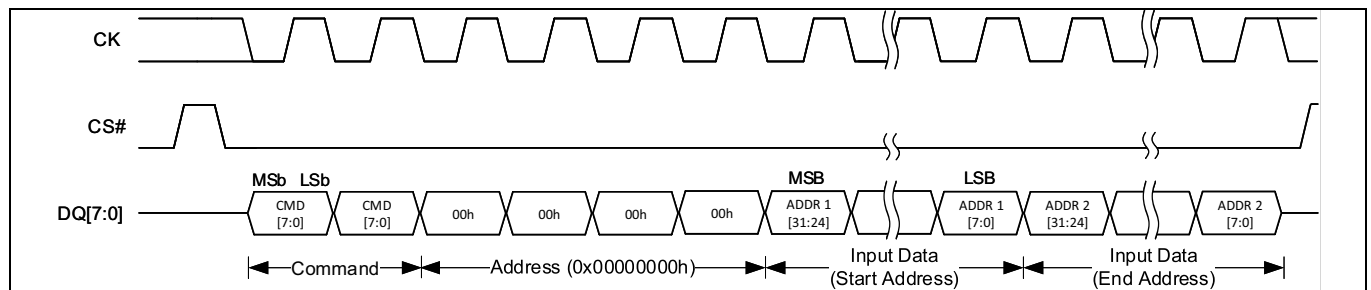 CK
CS#
MSb LSb MSB LSB
DQ[7:0] CMD [7:0] CMD [7:0] 00h 00h 00h 00h ADDR 1 [31:24] ADDR 1 [7:0] ADDR 2 [31:24] ADDR 2 [7:0]
Command Address (0x00000000h) Input Data (Start Address) Input Data (End Address)